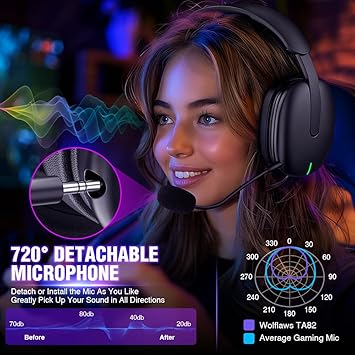 720° DETACHABLE
MICROPHONE
Detach or Install the Mic As You Like
Greatly Pick Up Your Sound in All Directions
70db 80db 40db 20db
Before After
330 0 30
300 60
270 90
240 120
210 180 150
Wolflaws TA82
Average Gaming Mic